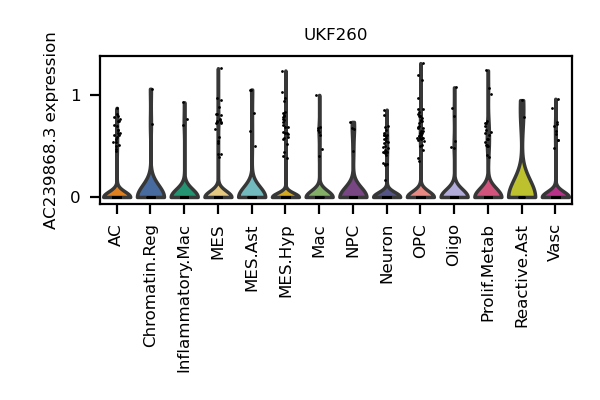 UKF260
AC239868.3 expression
1
0
AC
Chromatin.Reg
Inflammatory.Mac
MES
MES.Ast
MES.Hyp
Mac
NPC
Neuron
OPC
Oligo
Prolif.Metab
Reactive.Ast
Vasc